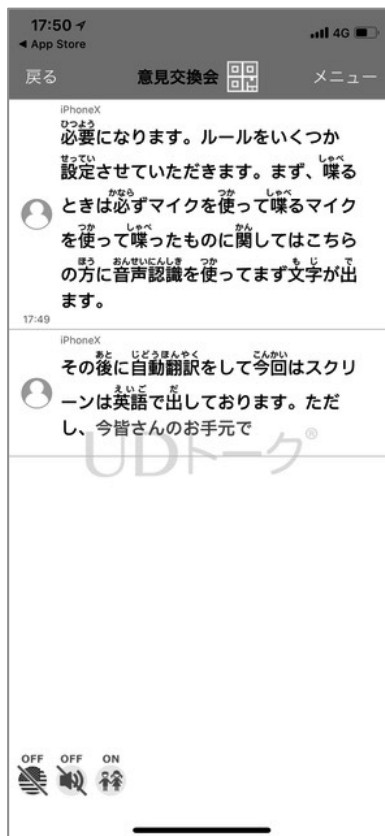 17:50
4G
◀ App Store
戻る 意見交換会 メニュー
iPhoneX
ひつよう
必要になります。ルールをいくつか
せってい しゃべ
設定させていただきます。まず、喋る
かなら つか しゃべ
ときは必ずマイクを使って喋るマイク
つか しゃべ かん
を使って喋ったものに関してはこちら
ほう おんせいにんしき つか もじ で
の方に音声認識を使ってまず文字が出
ます。
17:49
iPhoneX
あと じどうほんやく こんかい
その後に自動翻訳をして今回はスクリ
えいご だ
ーンは英語で出しております。ただ
し、今皆さんのお手元で
UDトーク®
OFF OFF ON